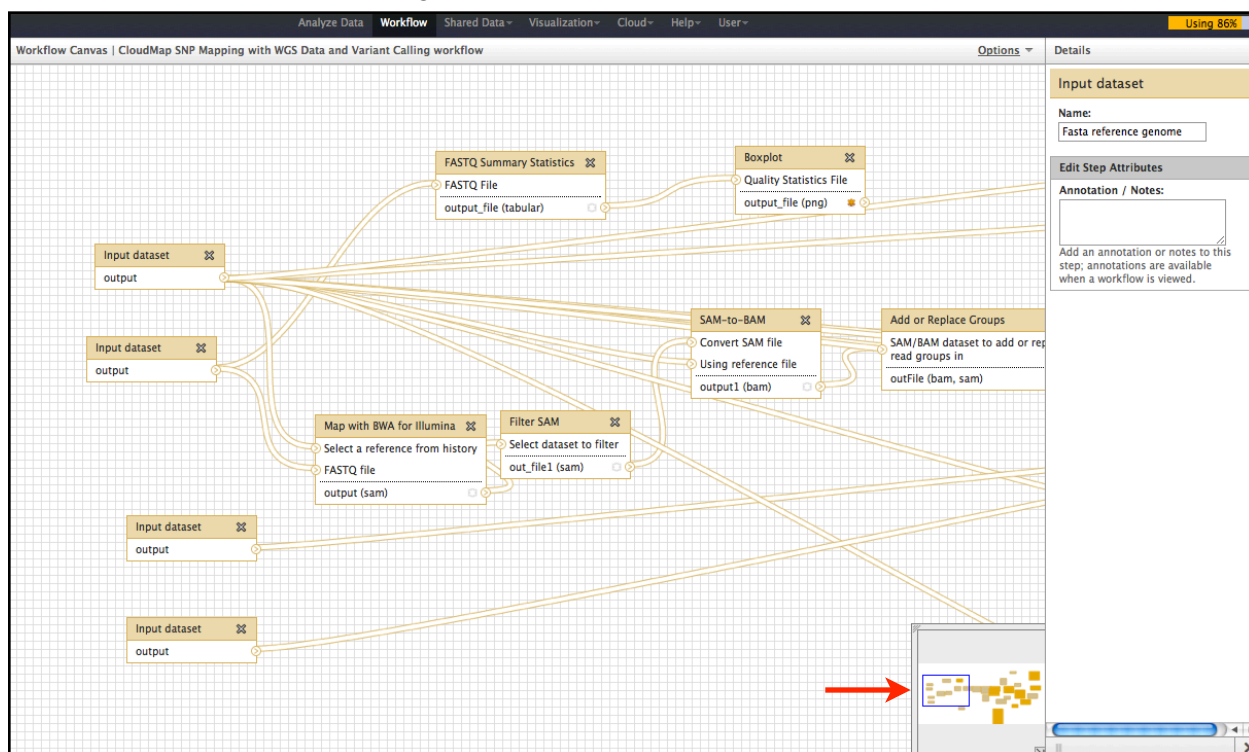 Analyze Data Workflow Shared Data Visualization Cloud Help User Using 86%
Workflow Canvas | CloudMap SNP Mapping with WGS Data and Variant Calling workflow Options Details
Input dataset
Name:
Fasta reference genome
Edit Step Attributes
Annotation / Notes:
Add an annotation or notes to this
step; annotations are available
when a workflow is viewed.
FASTQ Summary Statistics
FASTQ File
output_file (tabular)
Boxplot
Quality Statistics File
output_file (png)
Input dataset
output
Input dataset
output
SAM-to-BAM
Convert SAM file
Using reference file
output1 (bam)
Add or Replace Groups
SAM/BAM dataset to add or rep
read groups in
outFile (bam, sam)
Map with BWA for Illumina
Select a reference from history
FASTQ file
output (sam)
Filter SAM
Select dataset to filter
out_file1 (sam)
Input dataset
output
Input dataset
output